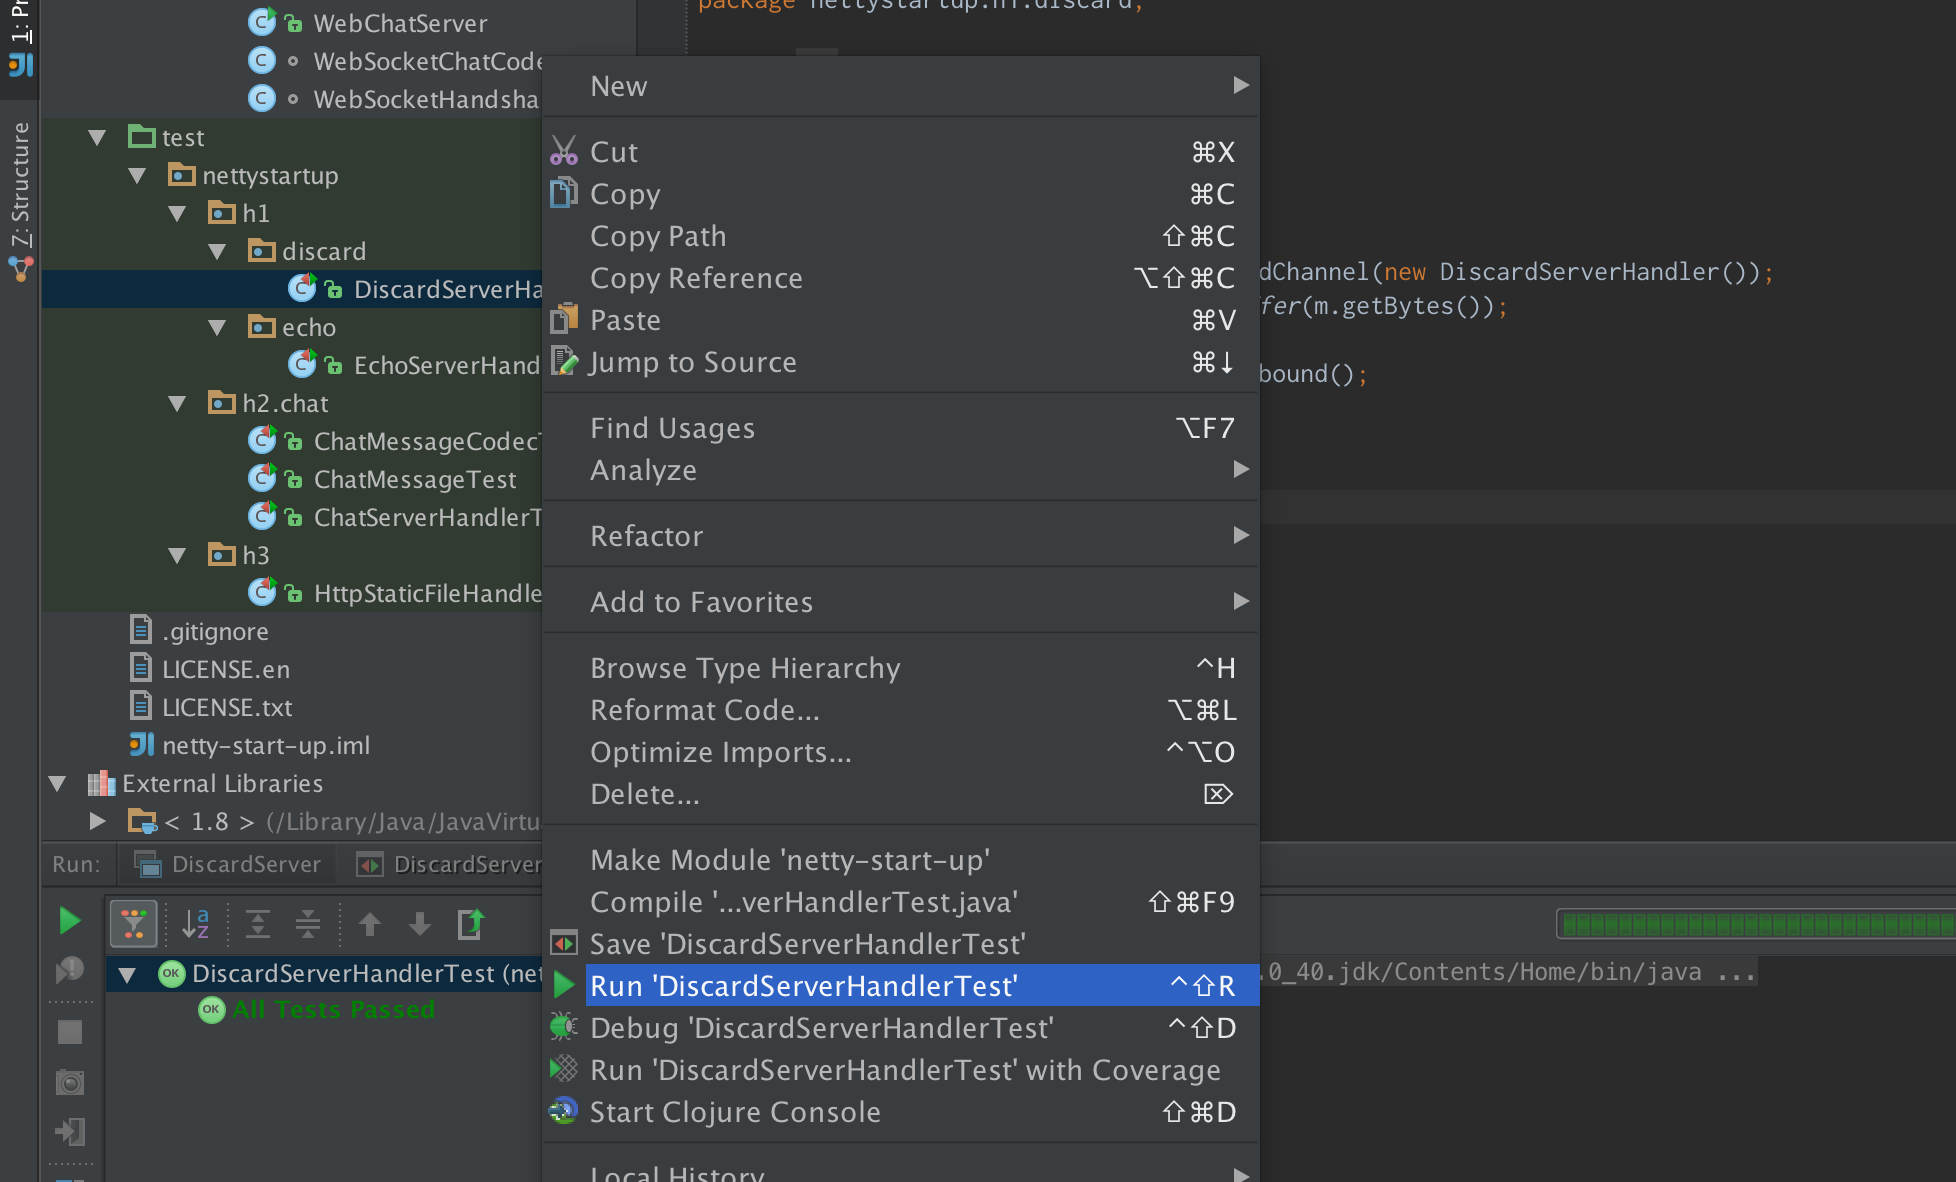 1: Pr
7: Structure
WebChatServer
WebSocketChatCode
WebSocketHandsha
test
nettystartup
h1
discard
DiscardServerHa
echo
EchoServerHand
h2.chat
ChatMessageCodecT
ChatMessageTest
ChatServerHandlerT
h3
HttpStaticFileHandle
.gitignore
LICENSE.en
LICENSE.txt
netty-start-up.iml
External Libraries
< 1.8 > (/Library/Java/JavaVirtu
package nettystartup.h1.discard;
dChannel(new DiscardServerHandler());
fer(m.getBytes());
bound();
New
Cut ⌘X
Copy ⌘C
Copy Path ⇧⌘C
Copy Reference ⌥⇧⌘C
Paste ⌘V
Jump to Source ⌘↓
Find Usages ⌥F7
Analyze
Refactor
Add to Favorites
Browse Type Hierarchy ^H
Reformat Code... ⌥⌘L
Optimize Imports... ^⌥O
Delete... ⌦
Make Module 'netty-start-up'
Compile '...verHandlerTest.java' ⇧⌘F9
Save 'DiscardServerHandlerTest'
Run 'DiscardServerHandlerTest' ^⇧R
Debug 'DiscardServerHandlerTest' ^⇧D
Run 'DiscardServerHandlerTest' with Coverage
Start Clojure Console ⇧⌘D
Local History
Run: DiscardServer DiscardServer
DiscardServerHandlerTest (net
All Tests Passed
.0_40.jdk/Contents/Home/bin/java ...